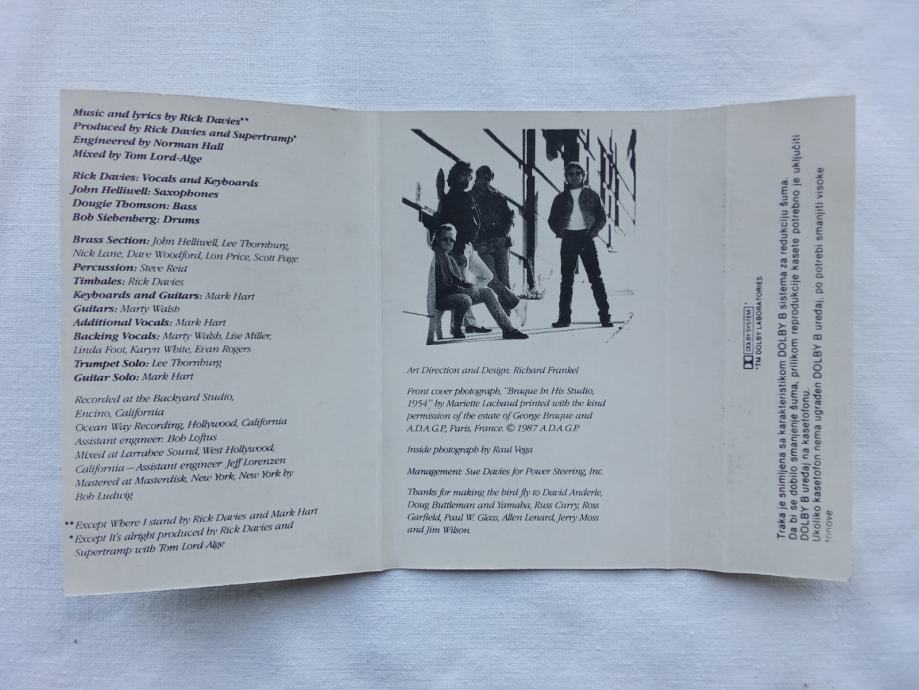 Music and lyrics by Rick Davies**
Produced by Rick Davies and Supertramp*
Engineered by Norman Hall
Mixed by Tom Lord-Alge
Rick Davies: Vocals and Keyboards
John Helliwell: Saxophones
Dougie Thomson: Bass
Bob Siebenberg: Drums
Brass Section: John Helliwell, Lee Thornburg,
Nick Lane, Dave Woodford, Lon Price, Scott Page
Percussion: Steve Reid
Timbales: Rick Davies
Keyboards and Guitars: Mark Hart
Guitars: Marty Walsh
Additional Vocals: Mark Hart
Backing Vocals: Marty Walsh, Lise Miller,
Linda Foot, Karyn White, Evan Rogers
Trumpet Solo: Lee Thornburg
Guitar Solo: Mark Hart
Recorded at the Backyard Studio,
Encino, California
Ocean Way Recording, Hollywood, California
Assistant engineer: Bob Loftus
Mixed at Larrabee Sound, West Hollywood,
California—Assistant engineer Jeff Lorenzen
Mastered at Masterdisk, New York, New York by
Bob Ludwig
**Except Where I stand by Rick Davies and Mark Hart
*Except It's alright produced by Rick Davies and
Supertramp with Tom Lord-Alge
Art Direction and Design: Richard Frankel
Front cover photograph, "Braque In His Studio,
1954" by Mariette Lachaud printed with the kind
permission of the estate of George Braque and
A.D.A.G.P., Paris, France. © 1987 A.D.A.G.P.
Inside photograph by Raul Vega
Management: Sue Davies for Power Steering, Inc.
Thanks for making the bird fly to David Anderle,
Doug Buttleman and Yamaha, Russ Curry, Ross
Garfield, Paul W. Glass, Allen Lenard, Jerry Moss
and Jim Wilson.
DOLBY SYSTEM *
*TM DOLBY LABORATORIES
Traka je snimljena sa karakteristikom DOLBY B sistema za redukciju šuma.
Da bi se dobilo smanjenje šuma, prilikom reprodukcije kasete potrebno je uključiti
DOLBY B uređaj na kasetofonu.
Ukoliko kasetofon nema ugrađen DOLBY B uređaj, po potrebi smanjiti visoke
tonove